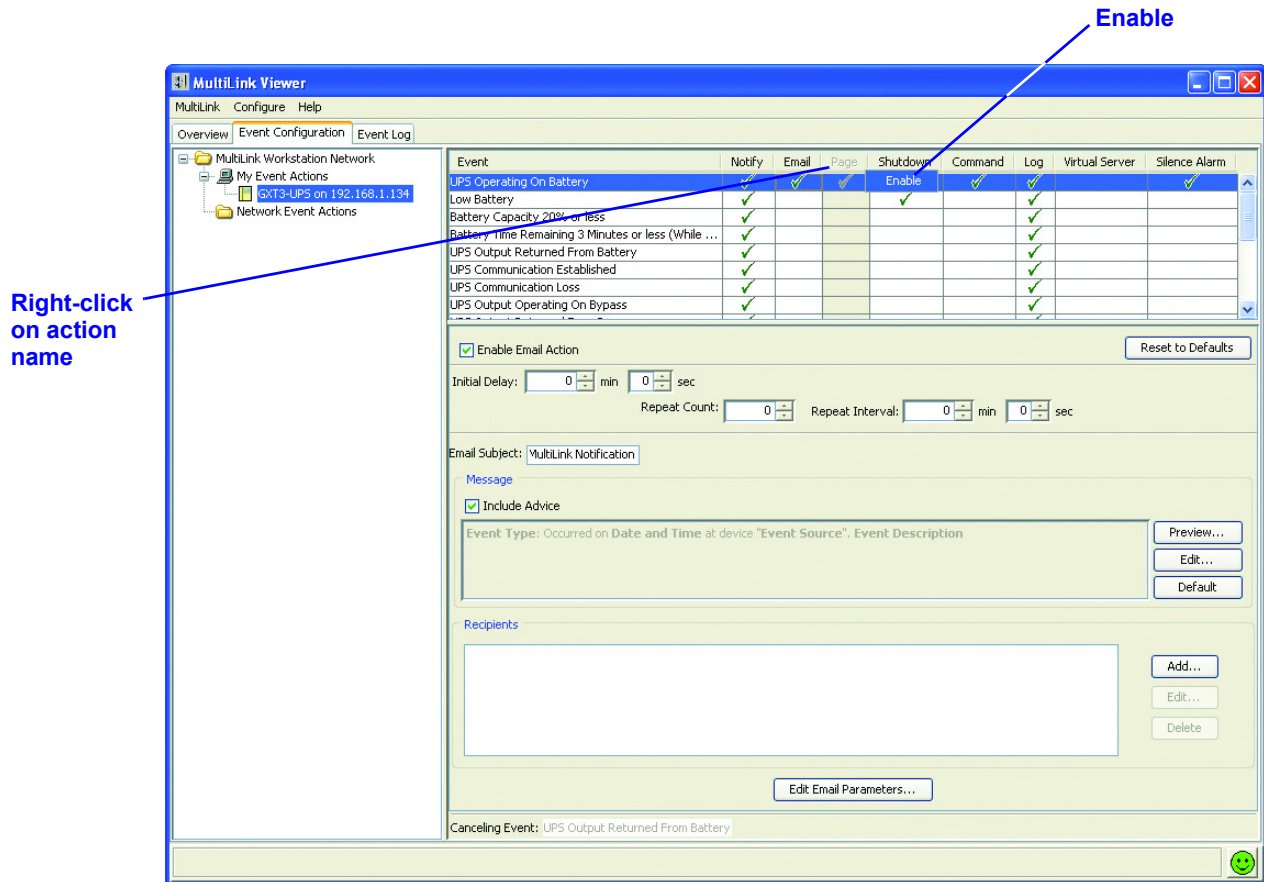 Enable
MultiLink Viewer
MultiLink Configure Help
Overview Event Configuration Event Log
MultiLink Workstation Network
My Event Actions
GXT3-UPS on 192.168.1.134
Network Event Actions
Event Notify Email Page Shutdown Command Log Virtual Server Silence Alarm
UPS Operating On Battery Enable
Low Battery
Battery Capacity 20% or less
Battery Time Remaining 3 Minutes or less (While ...
UPS Output Returned From Battery
UPS Communication Established
UPS Communication Loss
UPS Output Operating On Bypass
Right-click
on action
name
Enable Email Action Reset to Defaults
Initial Delay: 0 min 0 sec
Repeat Count: 0 Repeat Interval: 0 min 0 sec
Email Subject: MultiLink Notification
Message
Include Advice
Event Type: Occurred on Date and Time at device "Event Source". Event Description
Preview...
Edit...
Default
Recipients
Add...
Edit...
Delete
Edit Email Parameters...
Canceling Event: UPS Output Returned From Battery